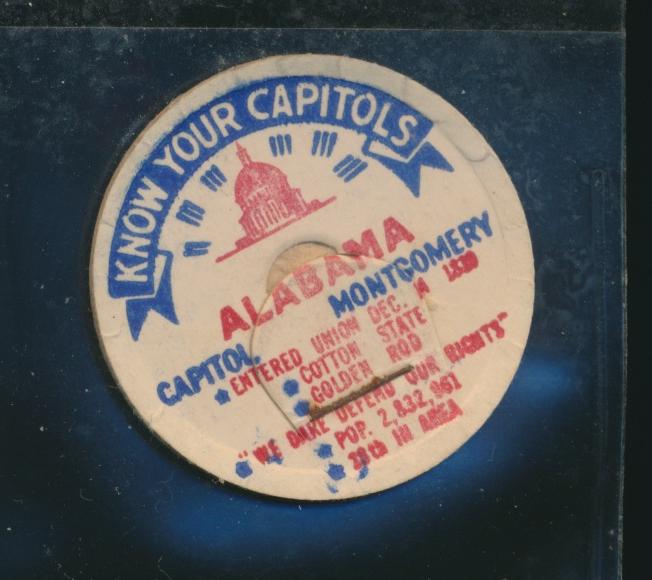 KNOW YOUR CAPITOLS
ALABAMA
CAPITOL MONTGOMERY
ENTERED UNION DEC. 14 1819
COTTON STATE
GOLDEN ROD
"WE DARE DEFEND OUR RIGHTS"
POP. 2,832,961
28th IN AREA